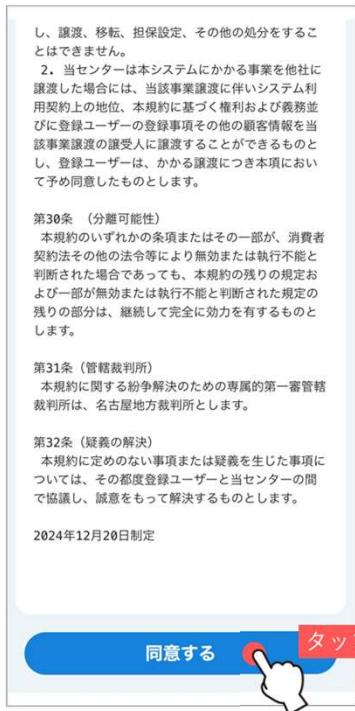 し、譲渡、移転、担保設定、その他の処分をするこ
とはできません。
2. 当センターは本システムにかかる事業を他社に
譲渡した場合には、当該事業譲渡に伴いシステム利
用契約上の地位、本規約に基づく権利および義務並
びに登録ユーザーの登録事項その他の顧客情報を当
該事業譲渡の譲受人に譲渡することができるものと
し、登録ユーザーは、かかる譲渡につき本項におい
て予め同意したものとします。
第30条 （分離可能性）
本規約のいずれかの条項またはその一部が、消費者
契約法その他の法令等により無効または執行不能と
判断された場合であっても、本規約の残りの規定お
よび一部が無効または執行不能と判断された規定の
残りの部分は、継続して完全に効力を有するものと
します。
第31条（管轄裁判所）
本規約に関する紛争解決のための専属的第一審管轄
裁判所は、名古屋地方裁判所とします。
第32条（疑義の解決）
本規約に定めのない事項または疑義を生じた事項に
ついては、その都度登録ユーザーと当センターの間
で協議し、誠意をもって解決するものとします。
2024年12月20日制定
同意する
タッ